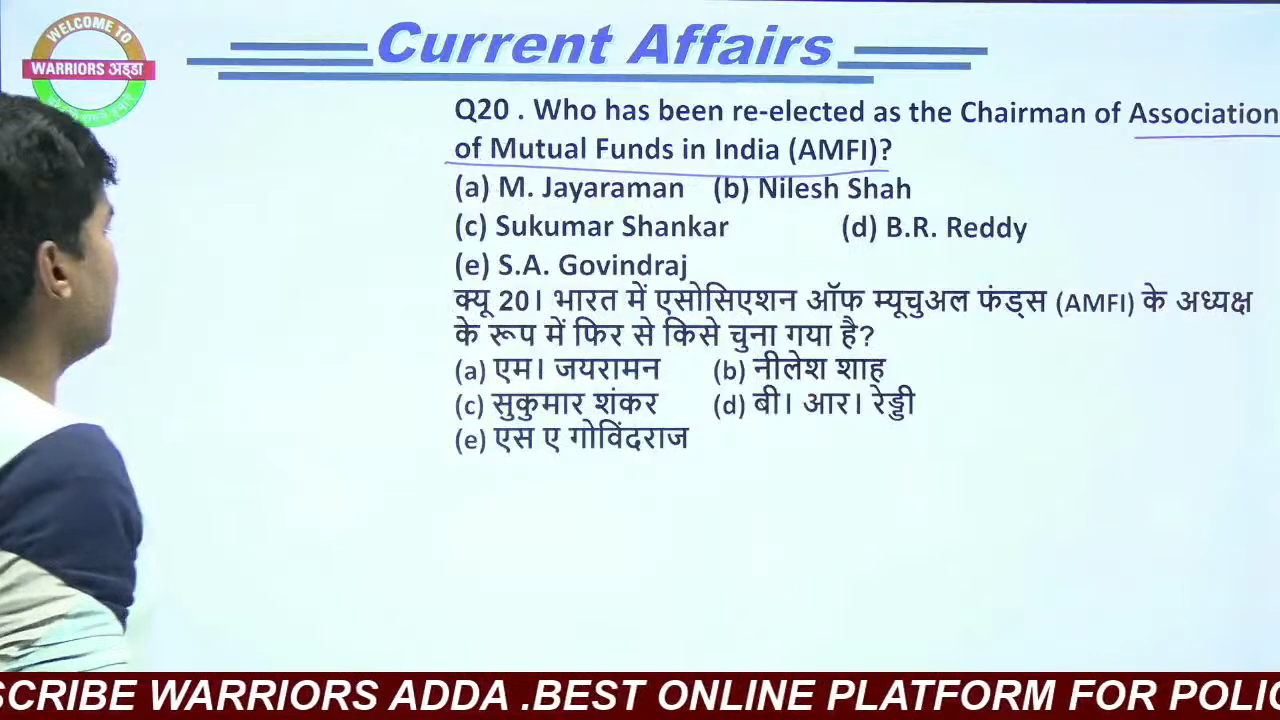 WELCOME TO
WARRIORS अड्डा
Current Affairs
Q20 . Who has been re-elected as the Chairman of Association
of Mutual Funds in India (AMFI)?
(a) M. Jayaraman (b) Nilesh Shah
(c) Sukumar Shankar (d) B.R. Reddy
(e) S.A. Govindraj
क्यू 20। भारत में एसोसिएशन ऑफ म्यूचुअल फंड्स (AMFI) के अध्यक्ष
के रूप में फिर से किसे चुना गया है?
(a) एम। जयरामन (b) नीलेश शाह
(c) सुकुमार शंकर (d) बी। आर। रेड्डी
(e) एस ए गोविंदराज
SCRIBE WARRIORS ADDA .BEST ONLINE PLATFORM FOR POLIC